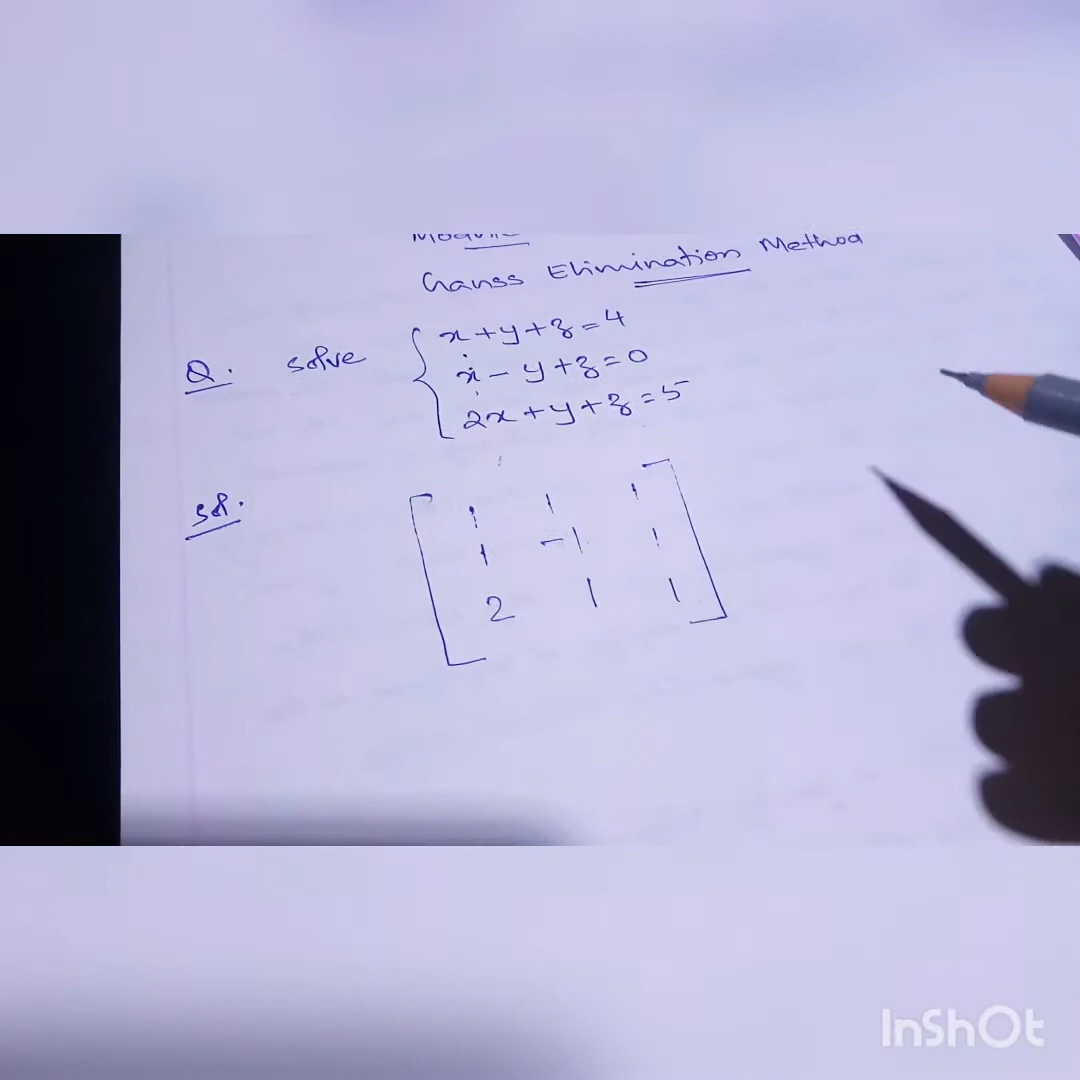 Gauss Elimination Method
Q. solve
x+y+z=4
x-y+z=0
2x+y+z=5
Sol.
1 1 1
1 -1 1
2 1 1
InShOt